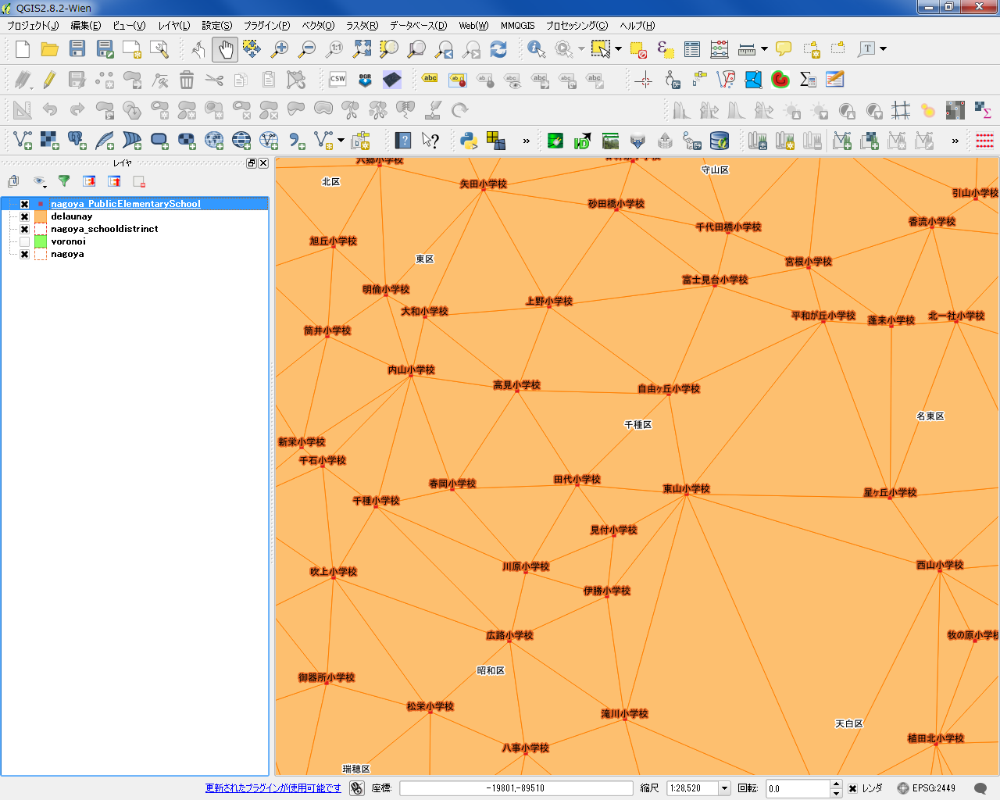 QGIS2.8.2-Wien
プロジェクト(J) 編集(E) ビュー(V) レイヤ(L) 設定(S) プラグイン(P) ベクタ(O) ラスタ(R) データベース(D) Web(W) MMQGIS プロセッシング(C) ヘルプ(H)
CSW OGR abc ab ab abc abc abc abc
レイヤ
nagoya_PublicElementarySchool
delaunay
nagoya_schooldistrinct
voronoi
nagoya
六郷小学校
守山区
北区
矢田小学校
引山小学校
砂田橋小学校
香流小学校
千代田橋小学校
旭丘小学校
東区
宮根小学校
富士見台小学校
明倫小学校
上野小学校
大和小学校
平和が丘小学校
蓬来小学校
北一社小学校
筒井小学校
内山小学校
高見小学校
自由ヶ丘小学校
名東区
千種区
新栄小学校
千石小学校
田代小学校
春岡小学校
東山小学校
星ヶ丘小学校
千種小学校
見付小学校
川原小学校
西山小学校
吹上小学校
伊勝小学校
広路小学校
牧の原小学校
昭和区
御器所小学校
松栄小学校
滝川小学校
天白区
植田北小学校
八事小学校
瑞穂区
更新されたプラグインが使用可能です 座標: -19801,-89510 縮尺 1:28,520 回転: 0.0 レンダ EPSG:2449